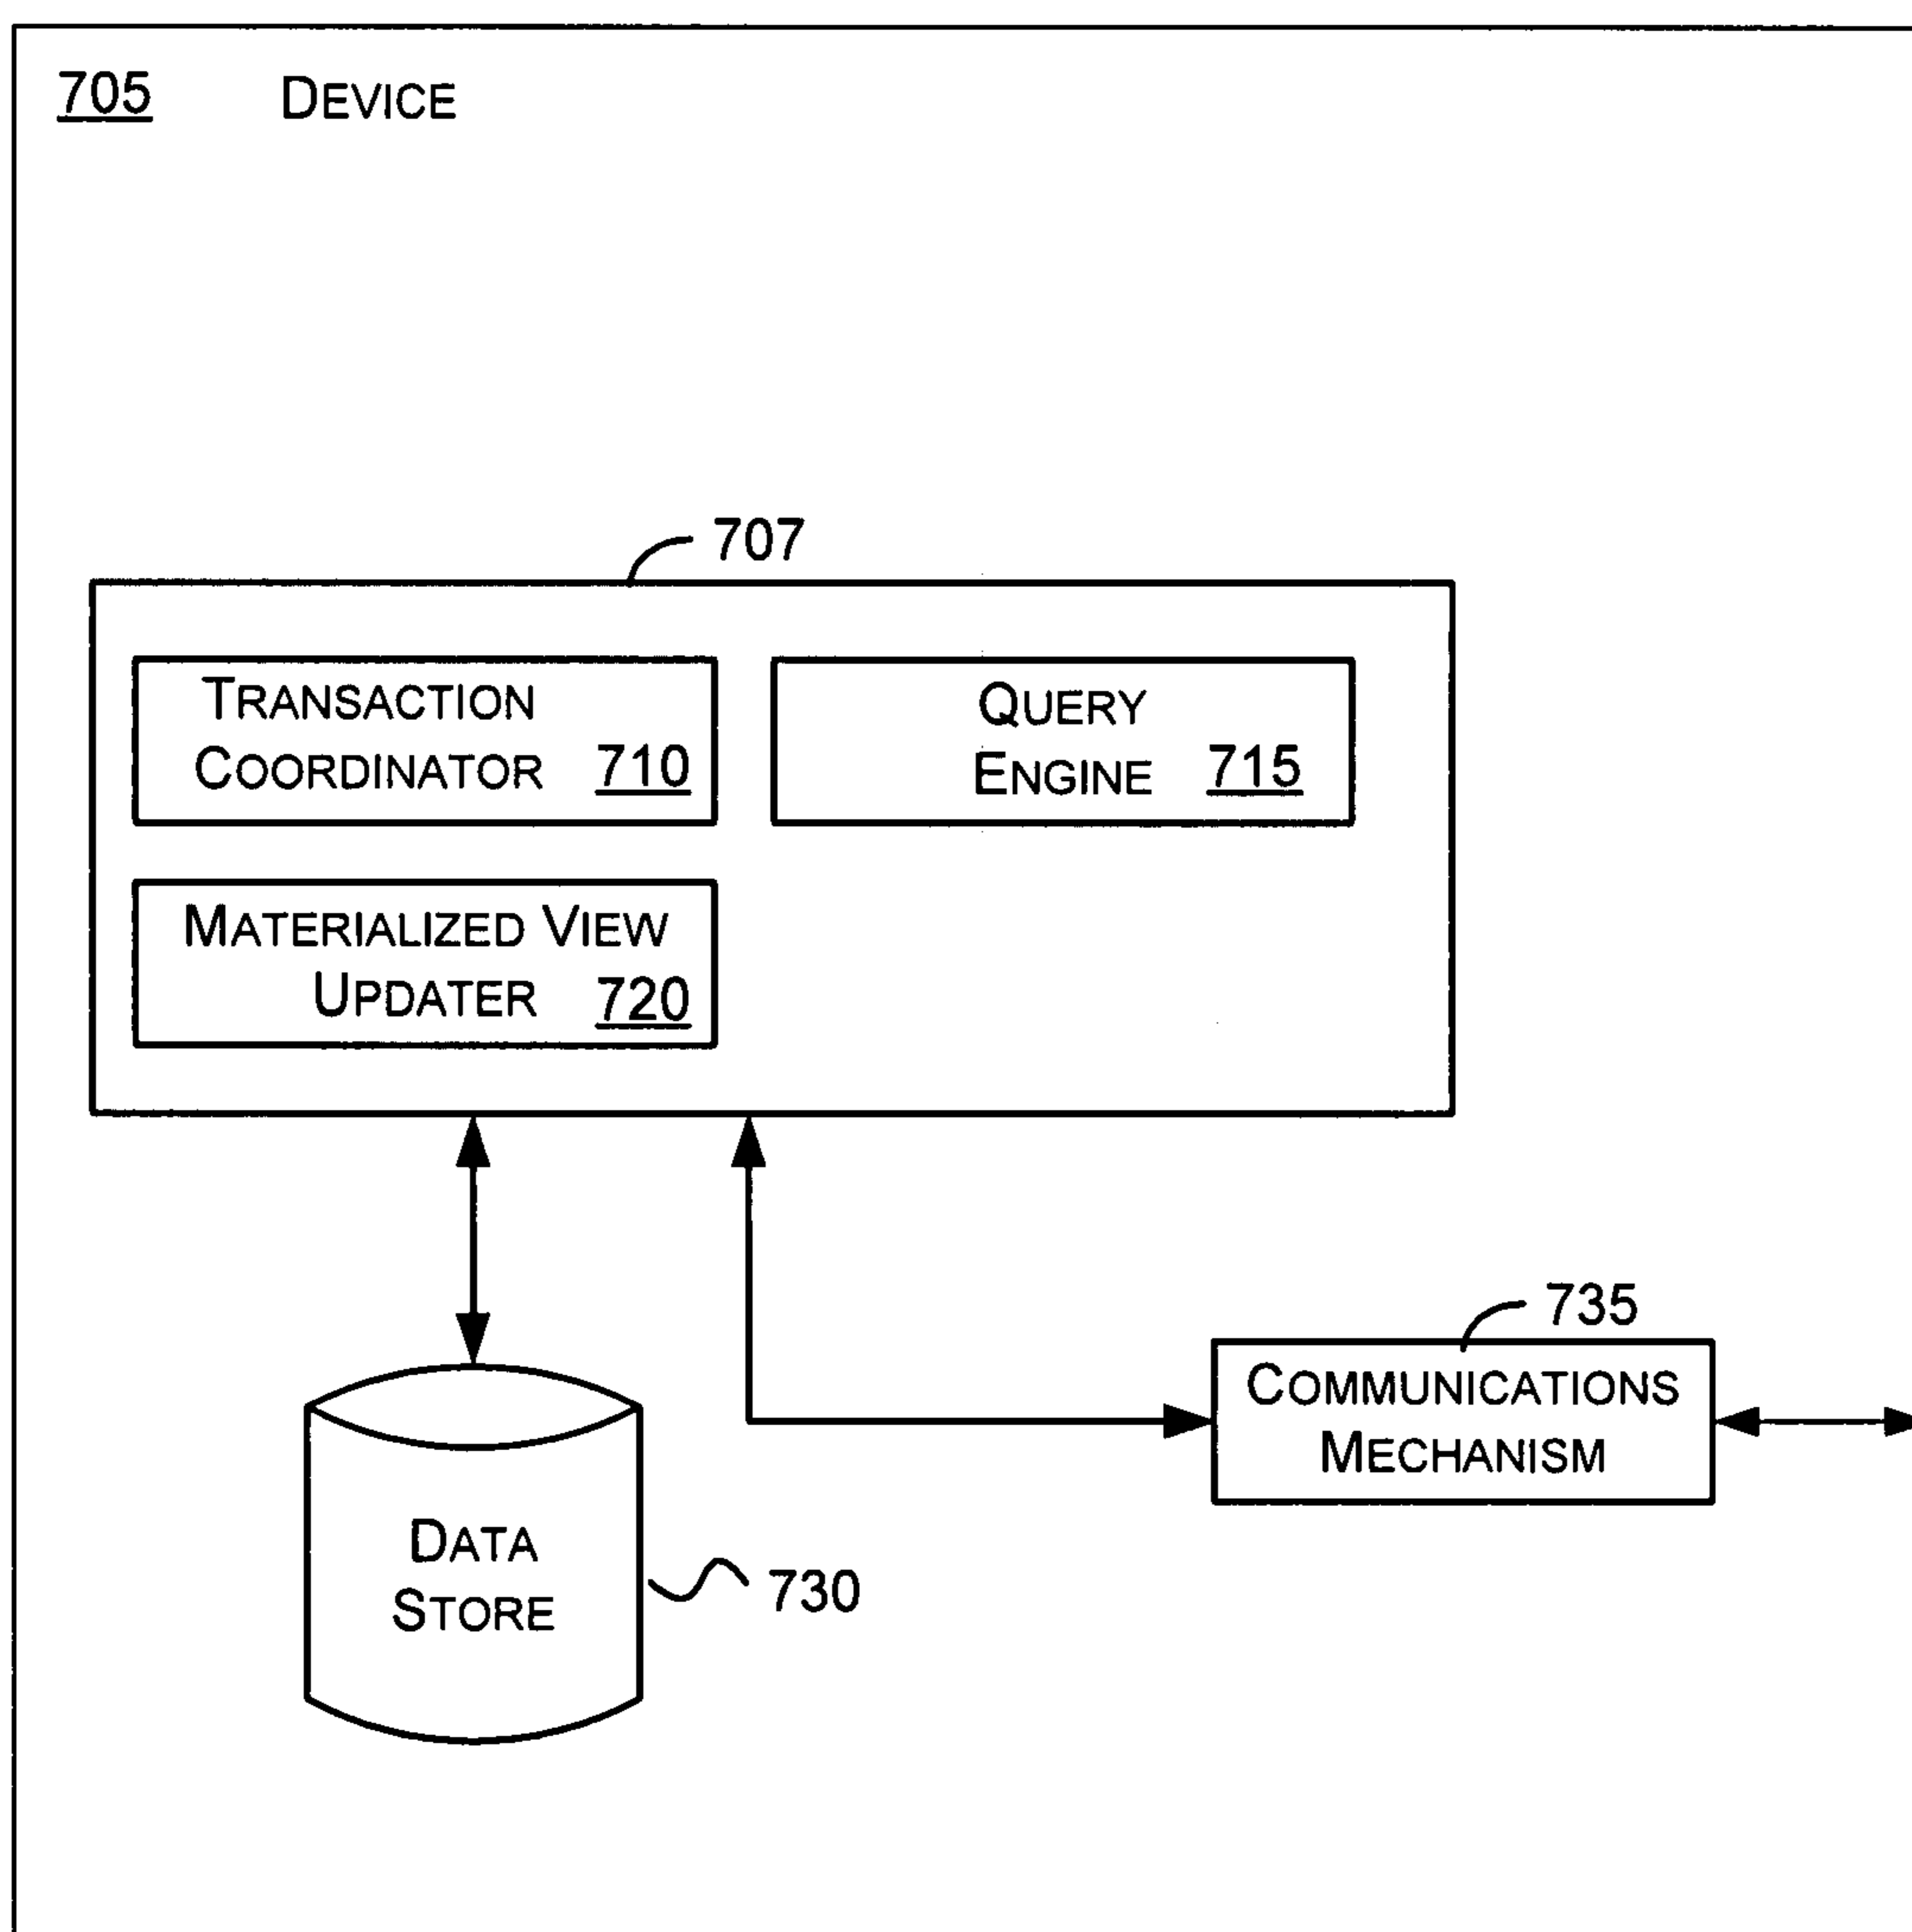 705 DEVICE
707
TRANSACTION
COORDINATOR 710
QUERY
ENGINE 715
MATERIALIZED VIEW
UPDATER 720
735
COMMUNICATIONS
MECHANISM
DATA
STORE
730